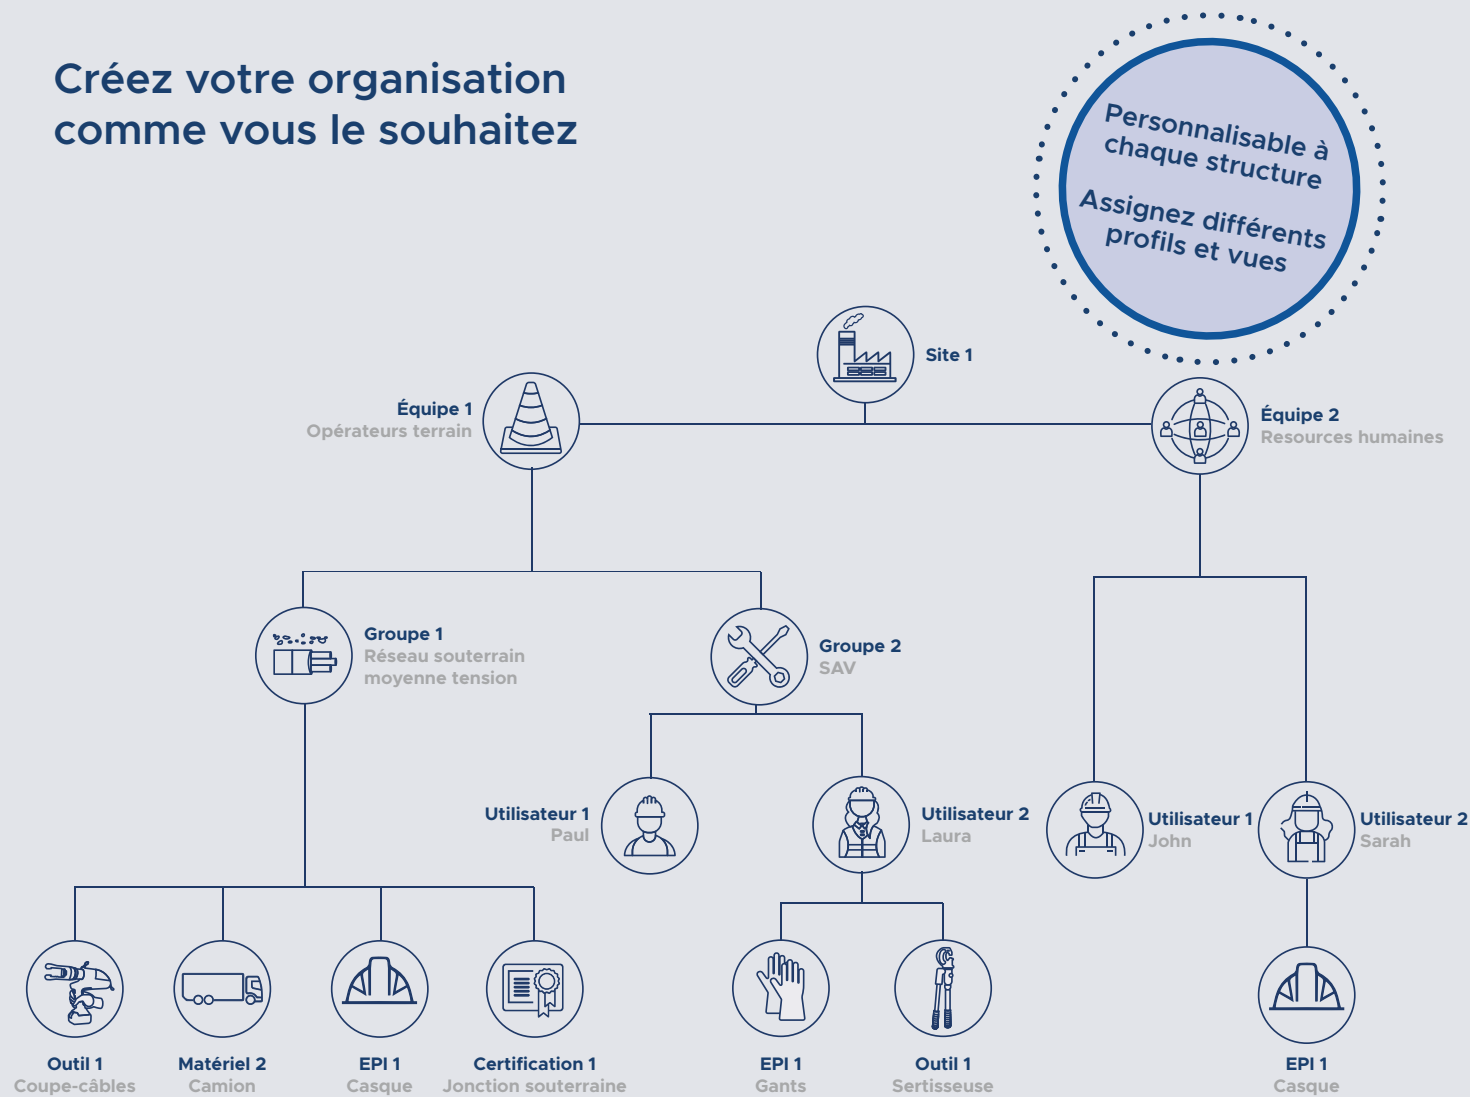 Créez votre organisation
comme vous le souhaitez
Personnalisable à
chaque structure
Assignez différents
profils et vues
Site 1
Équipe 1
Opérateurs terrain
Équipe 2
Resources humaines
Groupe 1
Réseau souterrain
moyenne tension
Groupe 2
SAV
Utilisateur 1
Paul
Utilisateur 2
Laura
Utilisateur 1
John
Utilisateur 2
Sarah
Outil 1
Coupe-câbles
Matériel 2
Camion
EPI 1
Casque
Certification 1
Jonction souterraine
EPI 1
Gants
Outil 1
Sertisseuse
EPI 1
Casque